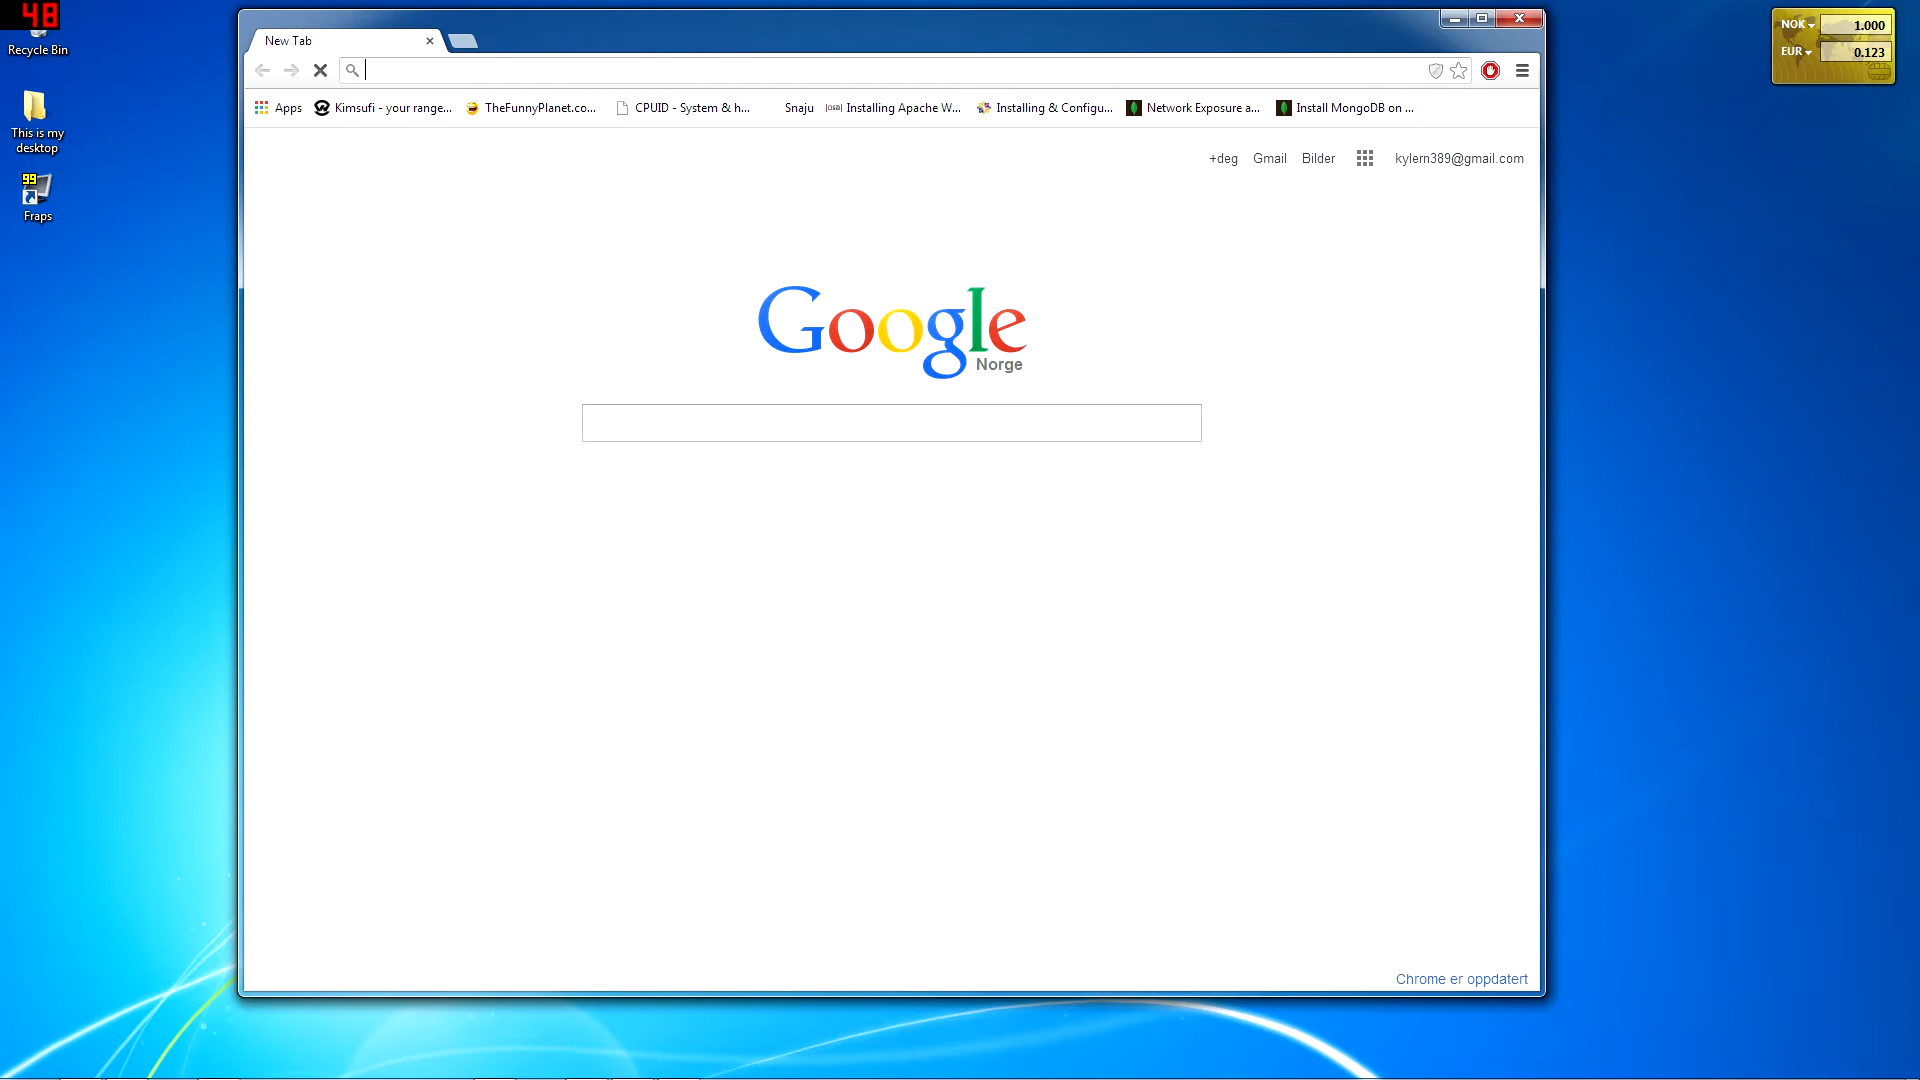 48
Recycle Bin
This is my
desktop
99
Fraps
New Tab
Apps
Kimsufi - your range...
TheFunnyPlanet.co...
CPUID - System & h...
Snaju
Installing Apache W...
Installing & Configu...
Network Exposure a...
Install MongoDB on ...
+deg Gmail Bilder kylern389@gmail.com
Google
Norge
Chrome er oppdatert
NOK 1.000
EUR 0.123